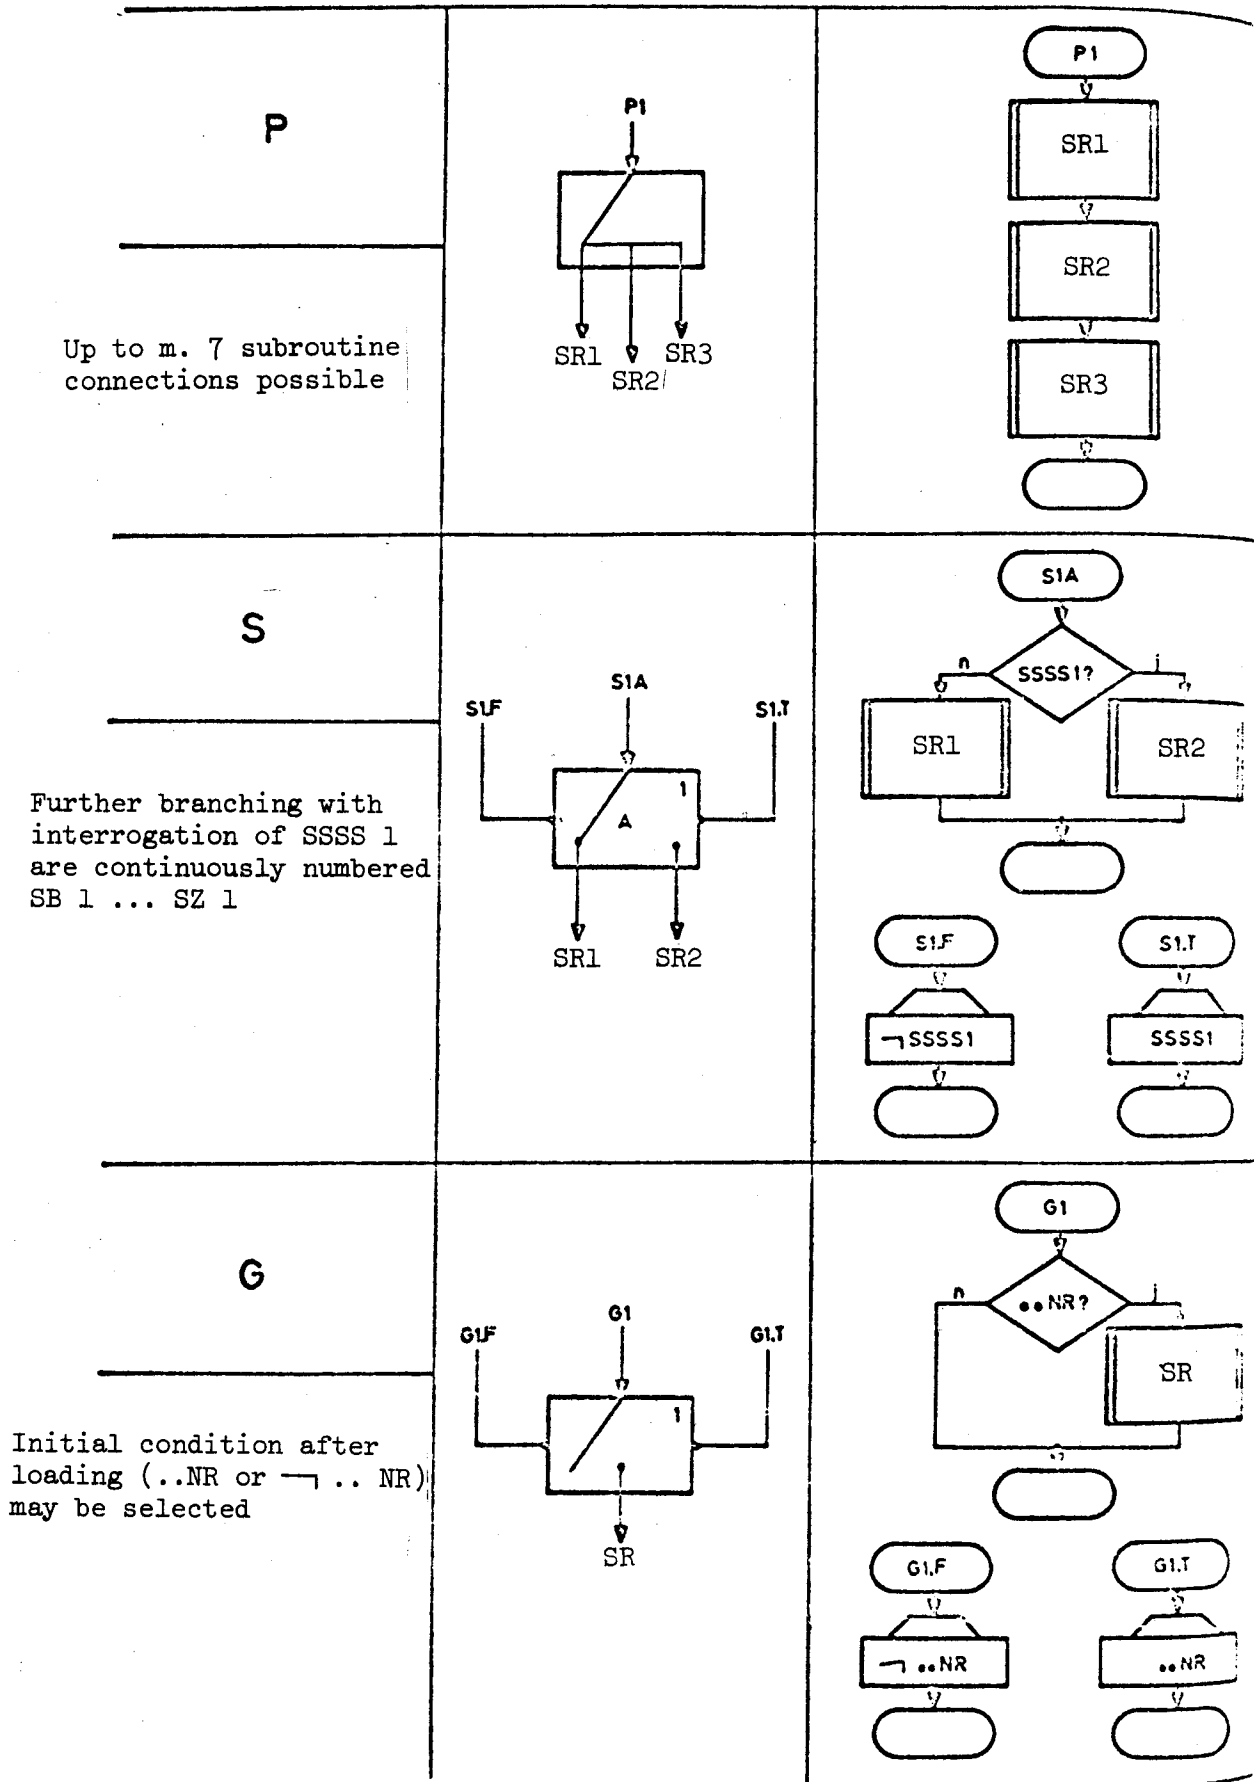 P
P1
SR1
SR2
SR3
P1
SR1
SR2
SR3
Up to m. 7 subroutine
connections possible
S
S1.F
S1A
S1.T
1
A
SR1
SR2
S1A
n
SSSS1?
j
SR1
SR2
S1.F
S1.T
¬SSSS1
SSSS1
Further branching with
interrogation of SSSS 1
are continuously numbered
SB 1 ... SZ 1
G
G1.F
G1
G1.T
1
SR
G1
n
..NR?
j
SR
G1.F
G1.T
¬ ..NR
..NR
Initial condition after
loading (..NR or ¬ .. NR)
may be selected